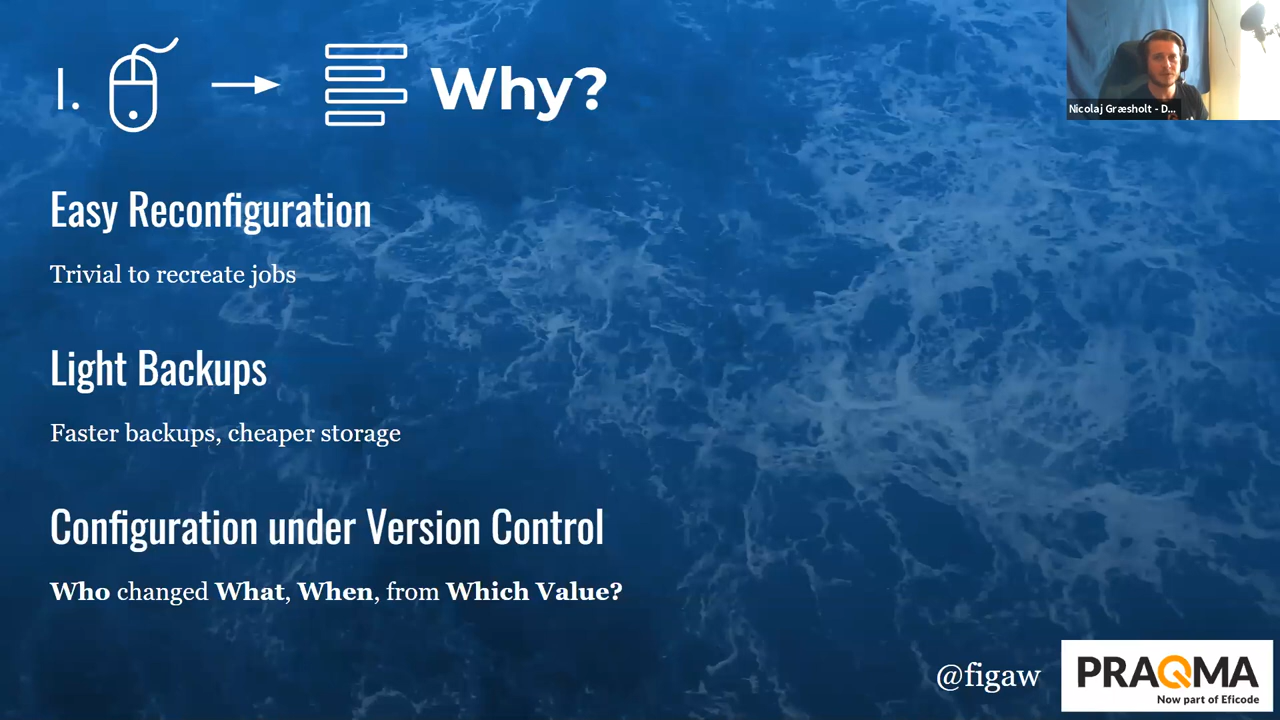 1. Why?
Nicolaj Græsholt - D...
Easy Reconfiguration
Trivial to recreate jobs
Light Backups
Faster backups, cheaper storage
Configuration under Version Control
Who changed What, When, from Which Value?
@figaw
PRAQMA
Now part of Eficode